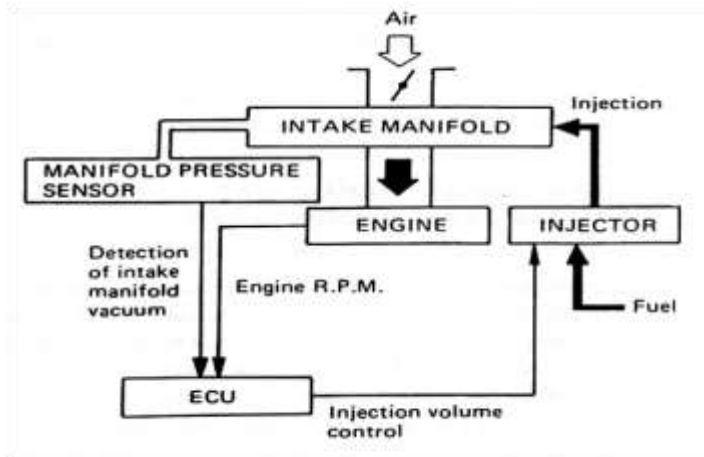 Air
Injection
INTAKE MANIFOLD
MANIFOLD PRESSURE
SENSOR
ENGINE
INJECTOR
Detection
of intake
manifold
vacuum
Engine R.P.M.
Fuel
ECU
Injection volume
control